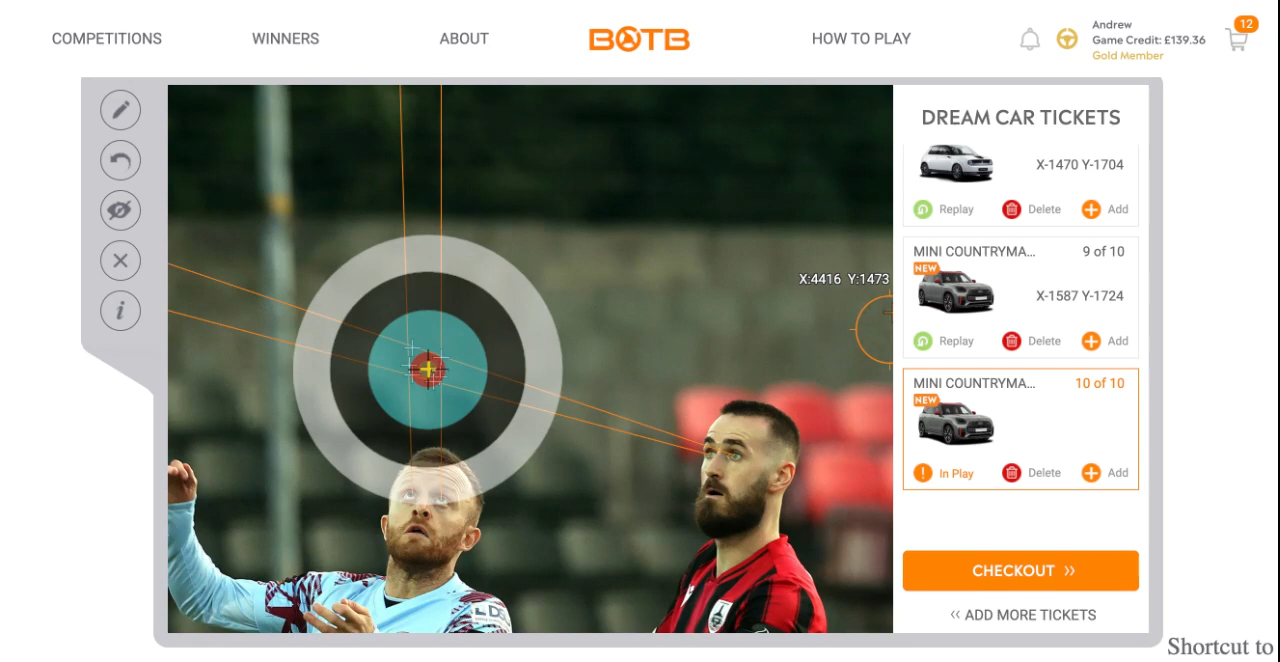 COMPETITIONS
WINNERS
ABOUT
BOTB
HOW TO PLAY
Andrew
Game Credit: £139.36
Gold Member
12
DREAM CAR TICKETS
X-1470 Y-1704
Replay
Delete
Add
MINI COUNTRYMA...
9 of 10
NEW
X-1587 Y-1724
Replay
Delete
Add
MINI COUNTRYMA...
10 of 10
NEW
In Play
Delete
Add
X:4416 Y:1473
CHECKOUT »
« ADD MORE TICKETS
Shortcut to